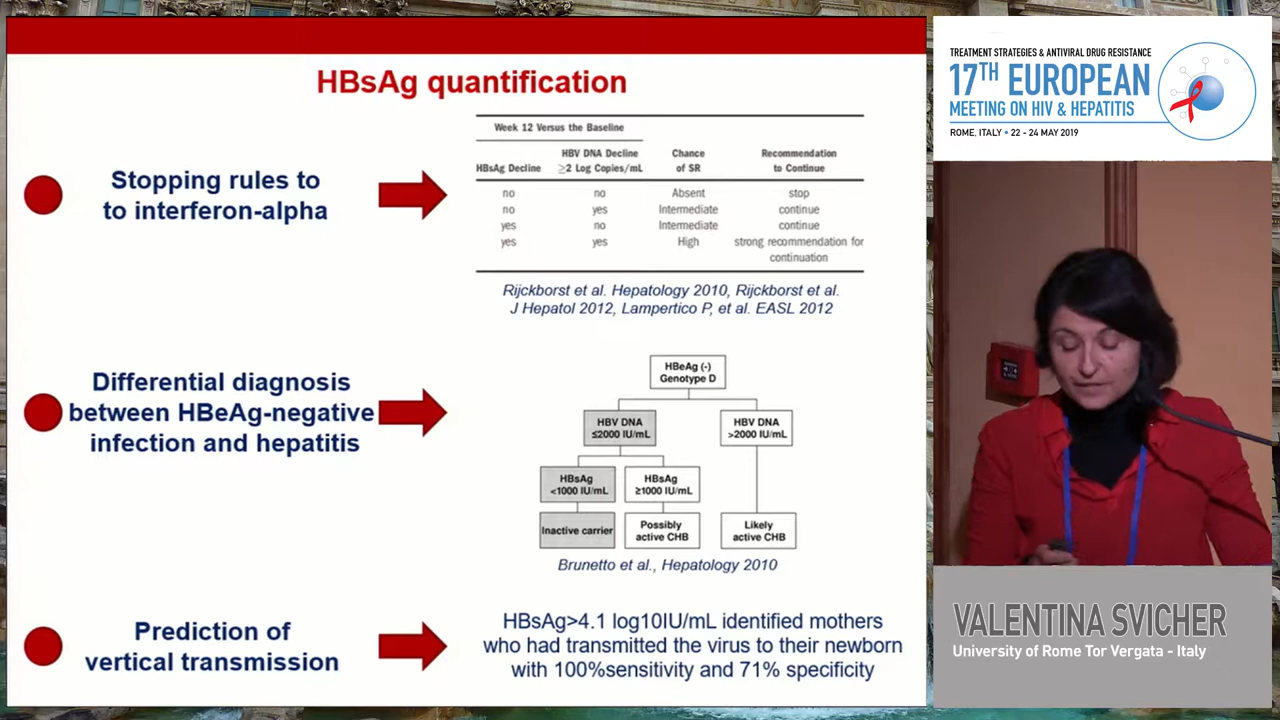 HBsAg quantification
Stopping rules to
to interferon-alpha
Week 12 Versus the Baseline
HBV DNA Decline Chance Recommendation
HBsAg Decline ≥2 Log Copies/mL of SR to Continue
no no Absent stop
no yes Intermediate continue
yes no Intermediate continue
yes yes High strong recommendation for
continuation
Rijckborst et al. Hepatology 2010, Rijckborst et al.
J Hepatol 2012, Lampertico P, et al. EASL 2012
Differential diagnosis
between HBeAg-negative
infection and hepatitis
HBeAg (-)
Genotype D
HBV DNA
≤2000 IU/mL
HBV DNA
>2000 IU/mL
HBsAg
<1000 IU/mL
HBsAg
≥1000 IU/mL
Inactive carrier
Possibly
active CHB
Likely
active CHB
Brunetto et al., Hepatology 2010
Prediction of
vertical transmission
HBsAg>4.1 log10IU/mL identified mothers
who had transmitted the virus to their newborn
with 100%sensitivity and 71% specificity
TREATMENT STRATEGIES & ANTIVIRAL DRUG RESISTANCE
17TH EUROPEAN
MEETING ON HIV & HEPATITIS
ROME, ITALY • 22 - 24 MAY 2019
VALENTINA SVICHER
University of Rome Tor Vergata - Italy